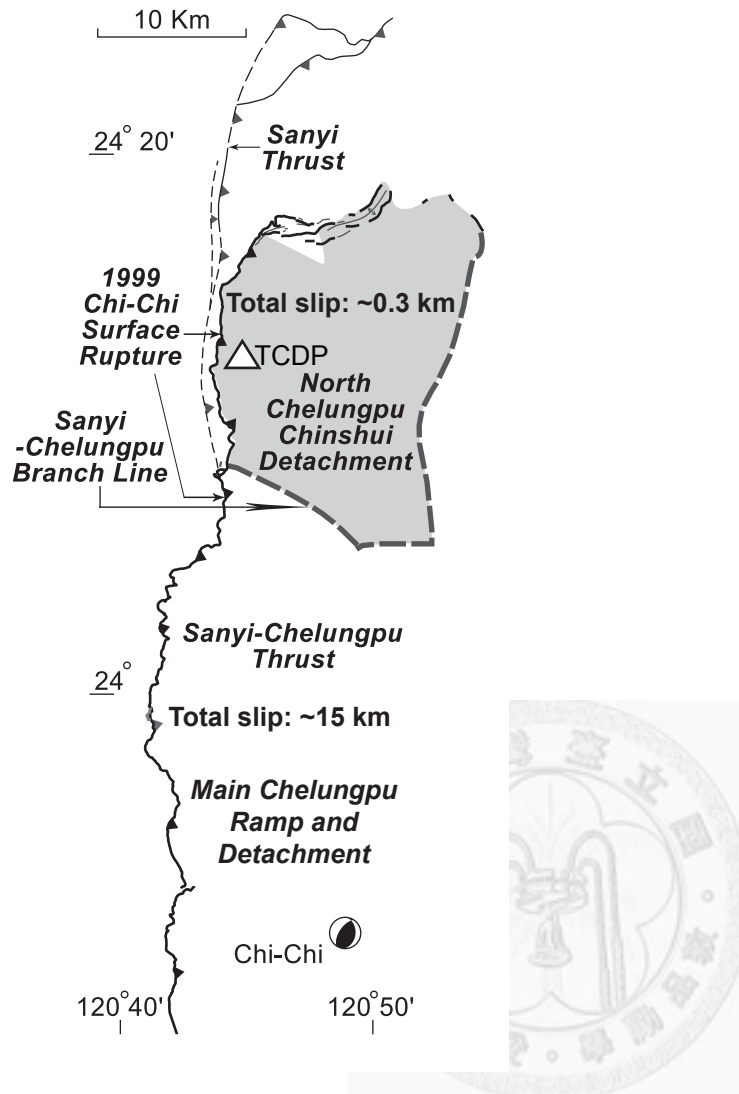 10 Km
24° 20'
Sanyi
Thrust
1999
Chi-Chi
Surface
Rupture
Total slip: ~0.3 km
TCDP
North
Chelungpu
Chinshui
Detachment
Sanyi
-Chelungpu
Branch Line
Sanyi-Chelungpu
Thrust
24°
Total slip: ~15 km
Main Chelungpu
Ramp and
Detachment
Chi-Chi
120° 40'
120° 50'